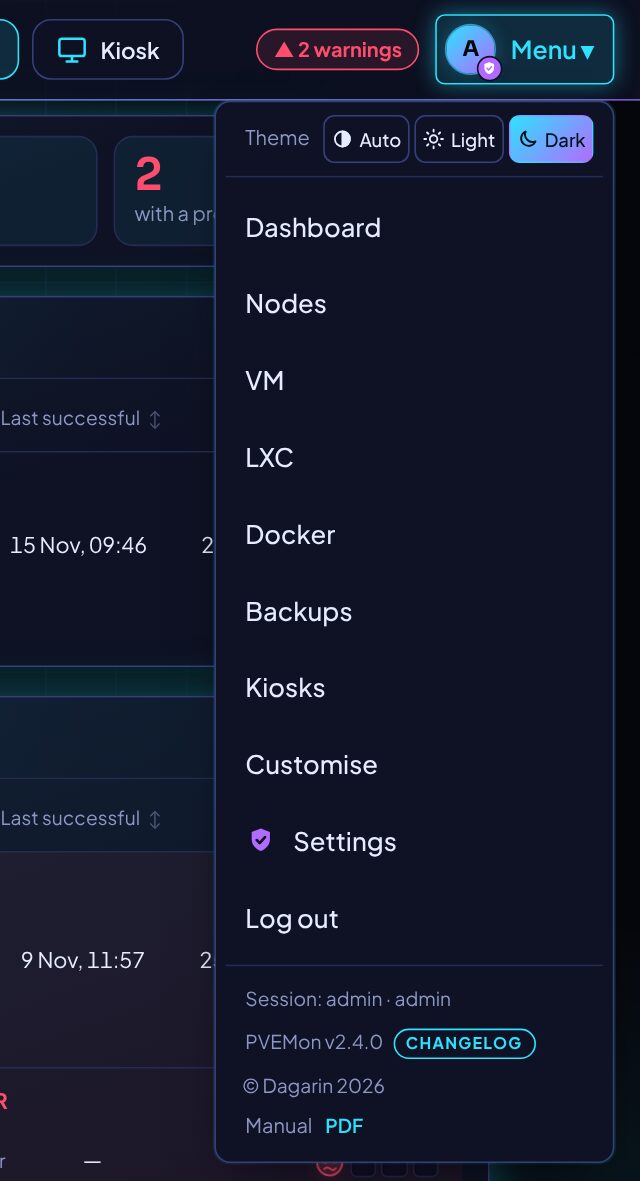 Kiosk
2 warnings
A
Menu ▾
Theme Auto Light Dark
2
with a pr
Dashboard
Nodes
VM
Last successful
LXC
15 Nov, 09:46
Docker
Backups
Kiosks
Customise
Last successful
Settings
Log out
9 Nov, 11:57
Session: admin · admin
PVEMon v2.4.0 CHANGELOG
© Dagarin 2026
Manual PDF